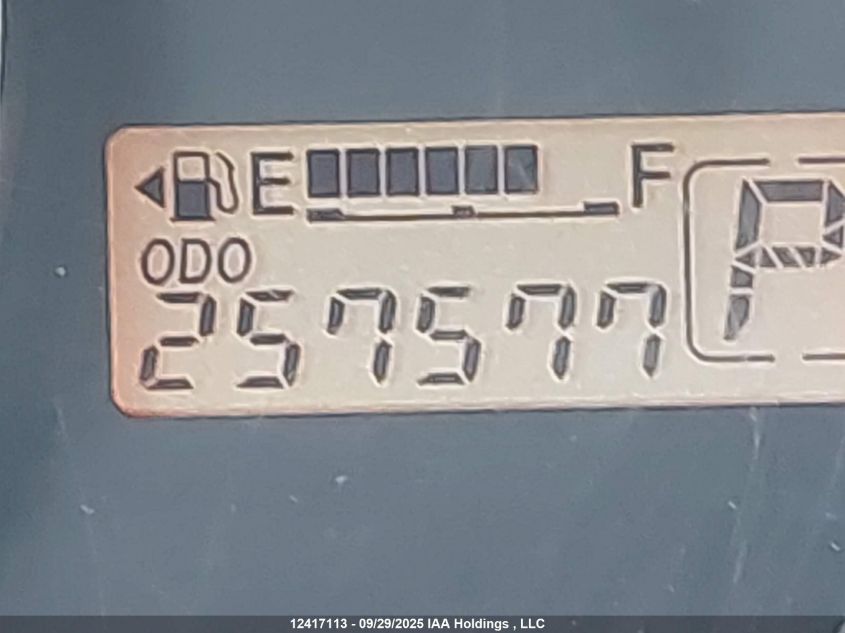 E F
ODO
257577
P
12417113 - 09/29/2025 IAA Holdings , LLC